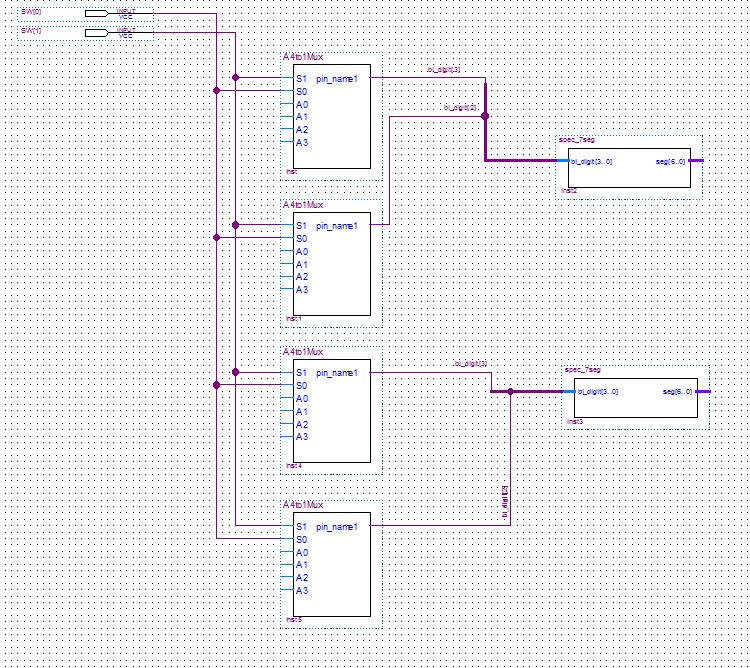 SW[0]
INPUT
VCC
SW[1]
INPUT
VCC
A4to1Mux
S1 pin_name1
S0
A0
A1
A2
A3
inst
bi_digit[3]
bi_digit[2]
spec_7seg
bi_digit[3..0] seg[6..0]
inst2
A4to1Mux
S1 pin_name1
S0
A0
A1
A2
A3
inst1
A4to1Mux
S1 pin_name1
S0
A0
A1
A2
A3
inst4
bi_digit[3]
spec_7seg
bi_digit[3..0] seg[6..0]
inst3
bi_digit[2]
A4to1Mux
S1 pin_name1
S0
A0
A1
A2
A3
inst5